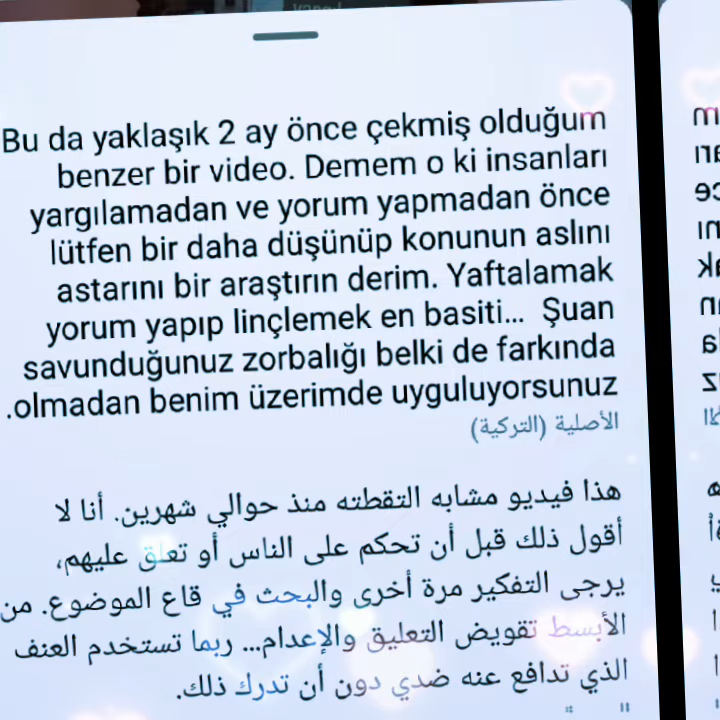 Bu da yaklaşık 2 ay önce çekmiş olduğum
benzer bir video. Demem o ki insanları
yargılamadan ve yorum yapmadan önce
lütfen bir daha düşünüp konunun aslını
astarını bir araştırın derim. Yaftalamak
yorum yapıp linçlemek en basiti... Şuan
savunduğunuz zorbalığı belki de farkında
olmadan benim üzerimde uyguluyorsunuz.
الأصلية (التركية)
هذا فيديو مشابه التقطته منذ حوالي شهرين. أنا لا
أقول ذلك قبل أن تحكم على الناس أو تعلق عليهم،
يرجى التفكير مرة أخرى والبحث في قاع الموضوع. من
الأبسط تقويض التعليق والإعدام... ربما تستخدم العنف
الذي تدافع عنه ضدي دون أن تدرك ذلك.